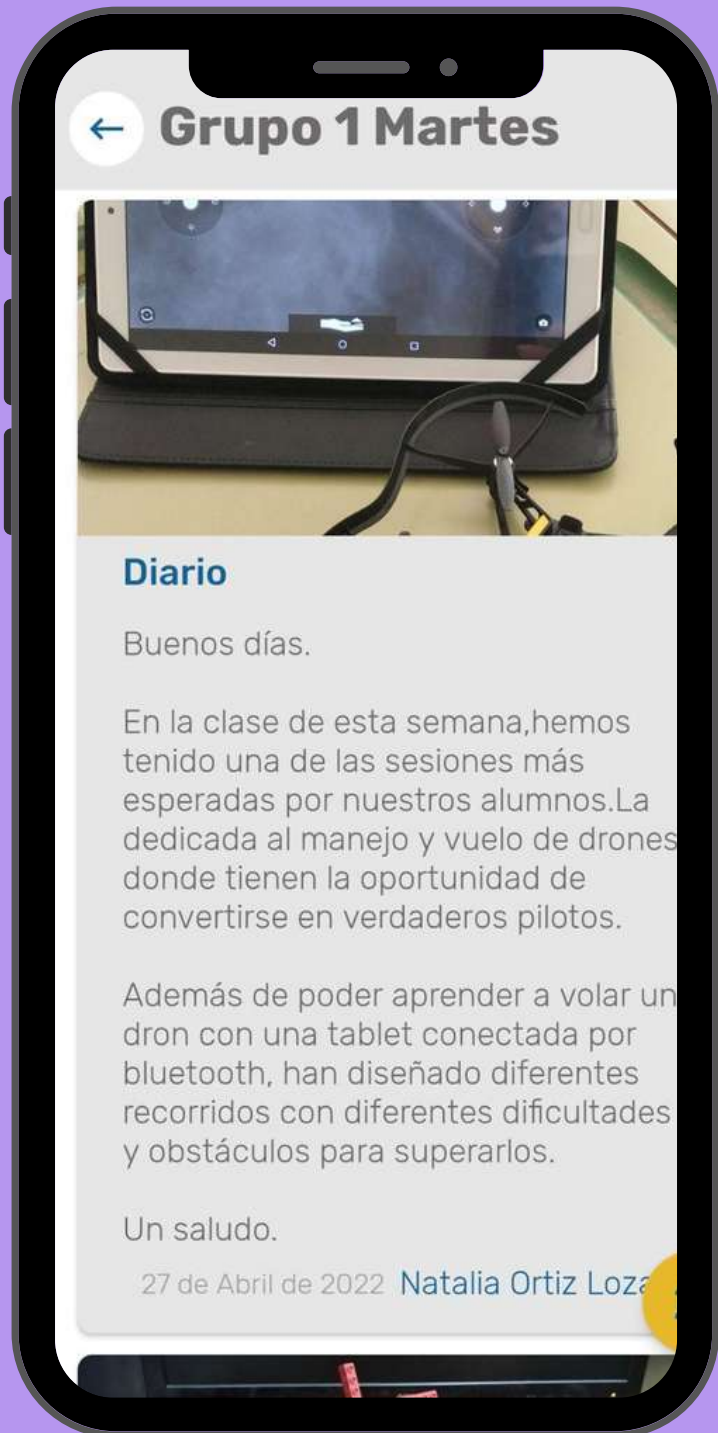 Grupo 1 Martes
Diario
Buenos días.
En la clase de esta semana,hemos
tenido una de las sesiones más
esperadas por nuestros alumnos.La
dedicada al manejo y vuelo de drones
donde tienen la oportunidad de
convertirse en verdaderos pilotos.
Además de poder aprender a volar un
dron con una tablet conectada por
bluetooth, han diseñado diferentes
recorridos con diferentes dificultades
y obstáculos para superarlos.
Un saludo.
27 de Abril de 2022 Natalia Ortiz